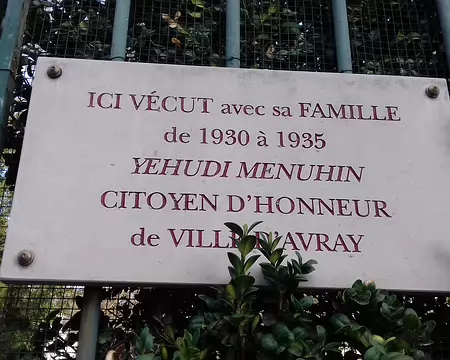 ICI VÉCUT avec sa FAMILLE
de 1930 à 1935
YEHUDI MENUHIN
CITOYEN D'HONNEUR
de VILLE D'AVRAY